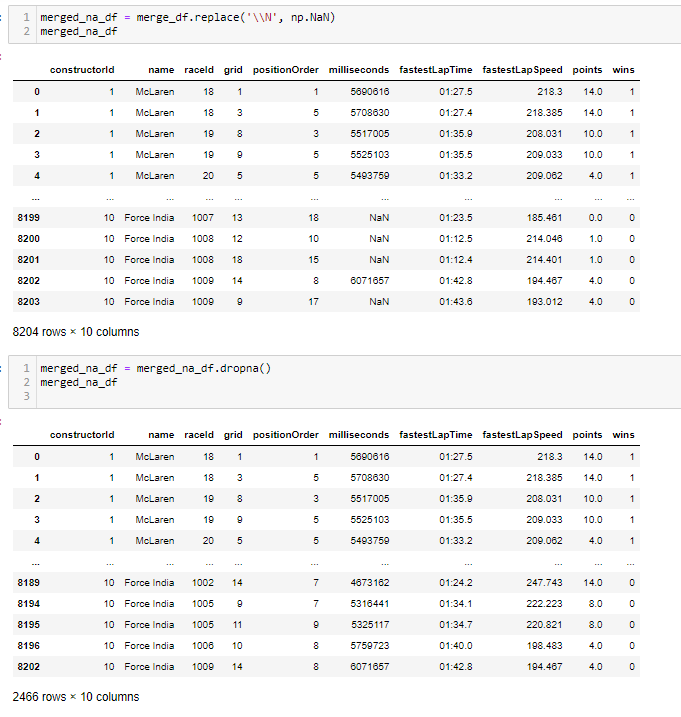 1 merged_na_df = merge_df.replace('\\N', np.NaN)
2 merged_na_df
constructorId name raceId grid positionOrder milliseconds fastestLapTime fastestLapSpeed points wins
0 1 McLaren 18 1 1 5690616 01:27.5 218.3 14.0 1
1 1 McLaren 18 3 5 5708630 01:27.4 218.385 14.0 1
2 1 McLaren 19 8 3 5517005 01:35.9 208.031 10.0 1
3 1 McLaren 19 9 5 5525103 01:35.5 209.033 10.0 1
4 1 McLaren 20 5 5 5493759 01:33.2 209.062 4.0 1
... ... ... ... ... ... ... ... ... ... ...
8199 10 Force India 1007 13 18 NaN 01:23.5 185.461 0.0 0
8200 10 Force India 1008 12 10 NaN 01:12.5 214.046 1.0 0
8201 10 Force India 1008 18 15 NaN 01:12.4 214.401 1.0 0
8202 10 Force India 1009 14 8 6071657 01:42.8 194.467 4.0 0
8203 10 Force India 1009 9 17 NaN 01:43.6 193.012 4.0 0
8204 rows × 10 columns
1 merged_na_df = merged_na_df.dropna()
2 merged_na_df
3
constructorId name raceId grid positionOrder milliseconds fastestLapTime fastestLapSpeed points wins
0 1 McLaren 18 1 1 5690616 01:27.5 218.3 14.0 1
1 1 McLaren 18 3 5 5708630 01:27.4 218.385 14.0 1
2 1 McLaren 19 8 3 5517005 01:35.9 208.031 10.0 1
3 1 McLaren 19 9 5 5525103 01:35.5 209.033 10.0 1
4 1 McLaren 20 5 5 5493759 01:33.2 209.062 4.0 1
... ... ... ... ... ... ... ... ... ... ...
8189 10 Force India 1002 14 7 4673162 01:24.2 247.743 14.0 0
8194 10 Force India 1005 9 7 5316441 01:34.1 222.223 8.0 0
8195 10 Force India 1005 11 9 5325117 01:34.7 220.821 8.0 0
8196 10 Force India 1006 10 8 5759723 01:40.0 198.483 4.0 0
8202 10 Force India 1009 14 8 6071657 01:42.8 194.467 4.0 0
2466 rows × 10 columns